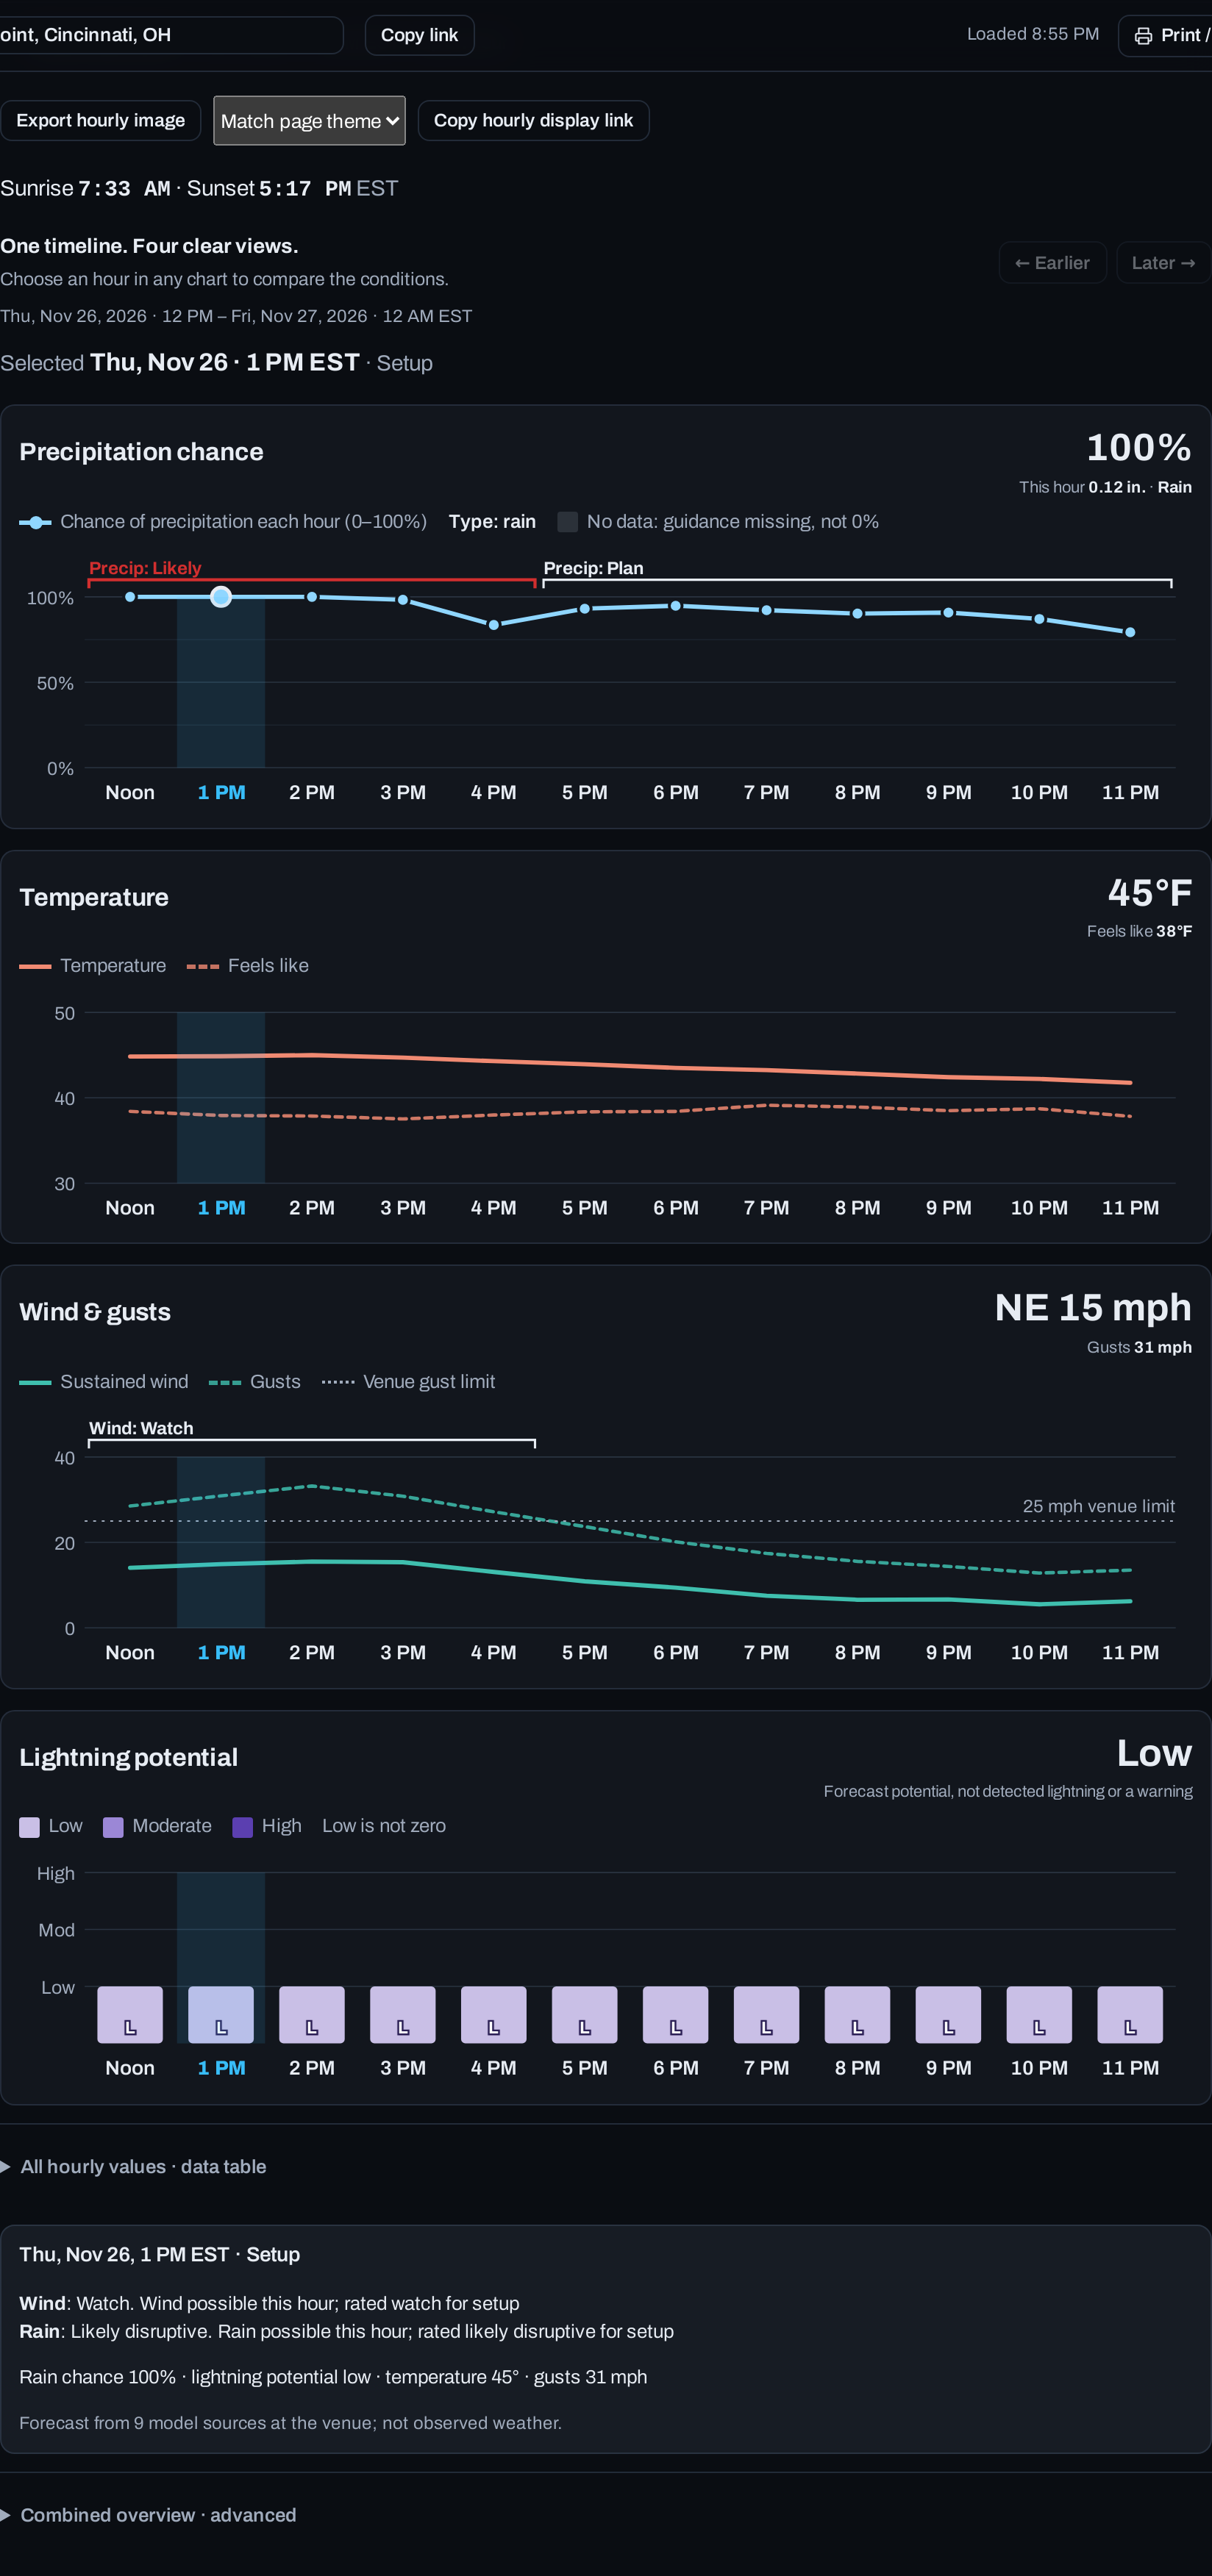 oint, Cincinnati, OH
Copy link
Loaded 8:55 PM
Print /
Export hourly image
Match page theme
Copy hourly display link
Sunrise 7:33 AM · Sunset 5:17 PM EST
One timeline. Four clear views.
Choose an hour in any chart to compare the conditions.
← Earlier
Later →
Thu, Nov 26, 2026 · 12 PM – Fri, Nov 27, 2026 · 12 AM EST
Selected Thu, Nov 26 · 1 PM EST · Setup
Precipitation chance
100%
This hour 0.12 in. · Rain
Chance of precipitation each hour (0–100%)
Type: rain
No data: guidance missing, not 0%
Precip: Likely
Precip: Plan
100%
50%
0%
Noon 1 PM 2 PM 3 PM 4 PM 5 PM 6 PM 7 PM 8 PM 9 PM 10 PM 11 PM
Temperature
45°F
Feels like 38°F
Temperature
Feels like
50
40
30
Noon 1 PM 2 PM 3 PM 4 PM 5 PM 6 PM 7 PM 8 PM 9 PM 10 PM 11 PM
Wind & gusts
NE 15 mph
Gusts 31 mph
Sustained wind
Gusts
Venue gust limit
Wind: Watch
40
25 mph venue limit
20
0
Noon 1 PM 2 PM 3 PM 4 PM 5 PM 6 PM 7 PM 8 PM 9 PM 10 PM 11 PM
Lightning potential
Low
Forecast potential, not detected lightning or a warning
Low
Moderate
High
Low is not zero
High
Mod
Low
L L L L L L L L L L L L
Noon 1 PM 2 PM 3 PM 4 PM 5 PM 6 PM 7 PM 8 PM 9 PM 10 PM 11 PM
All hourly values · data table
Thu, Nov 26, 1 PM EST · Setup
Wind: Watch. Wind possible this hour; rated watch for setup
Rain: Likely disruptive. Rain possible this hour; rated likely disruptive for setup
Rain chance 100% · lightning potential low · temperature 45° · gusts 31 mph
Forecast from 9 model sources at the venue; not observed weather.
Combined overview · advanced